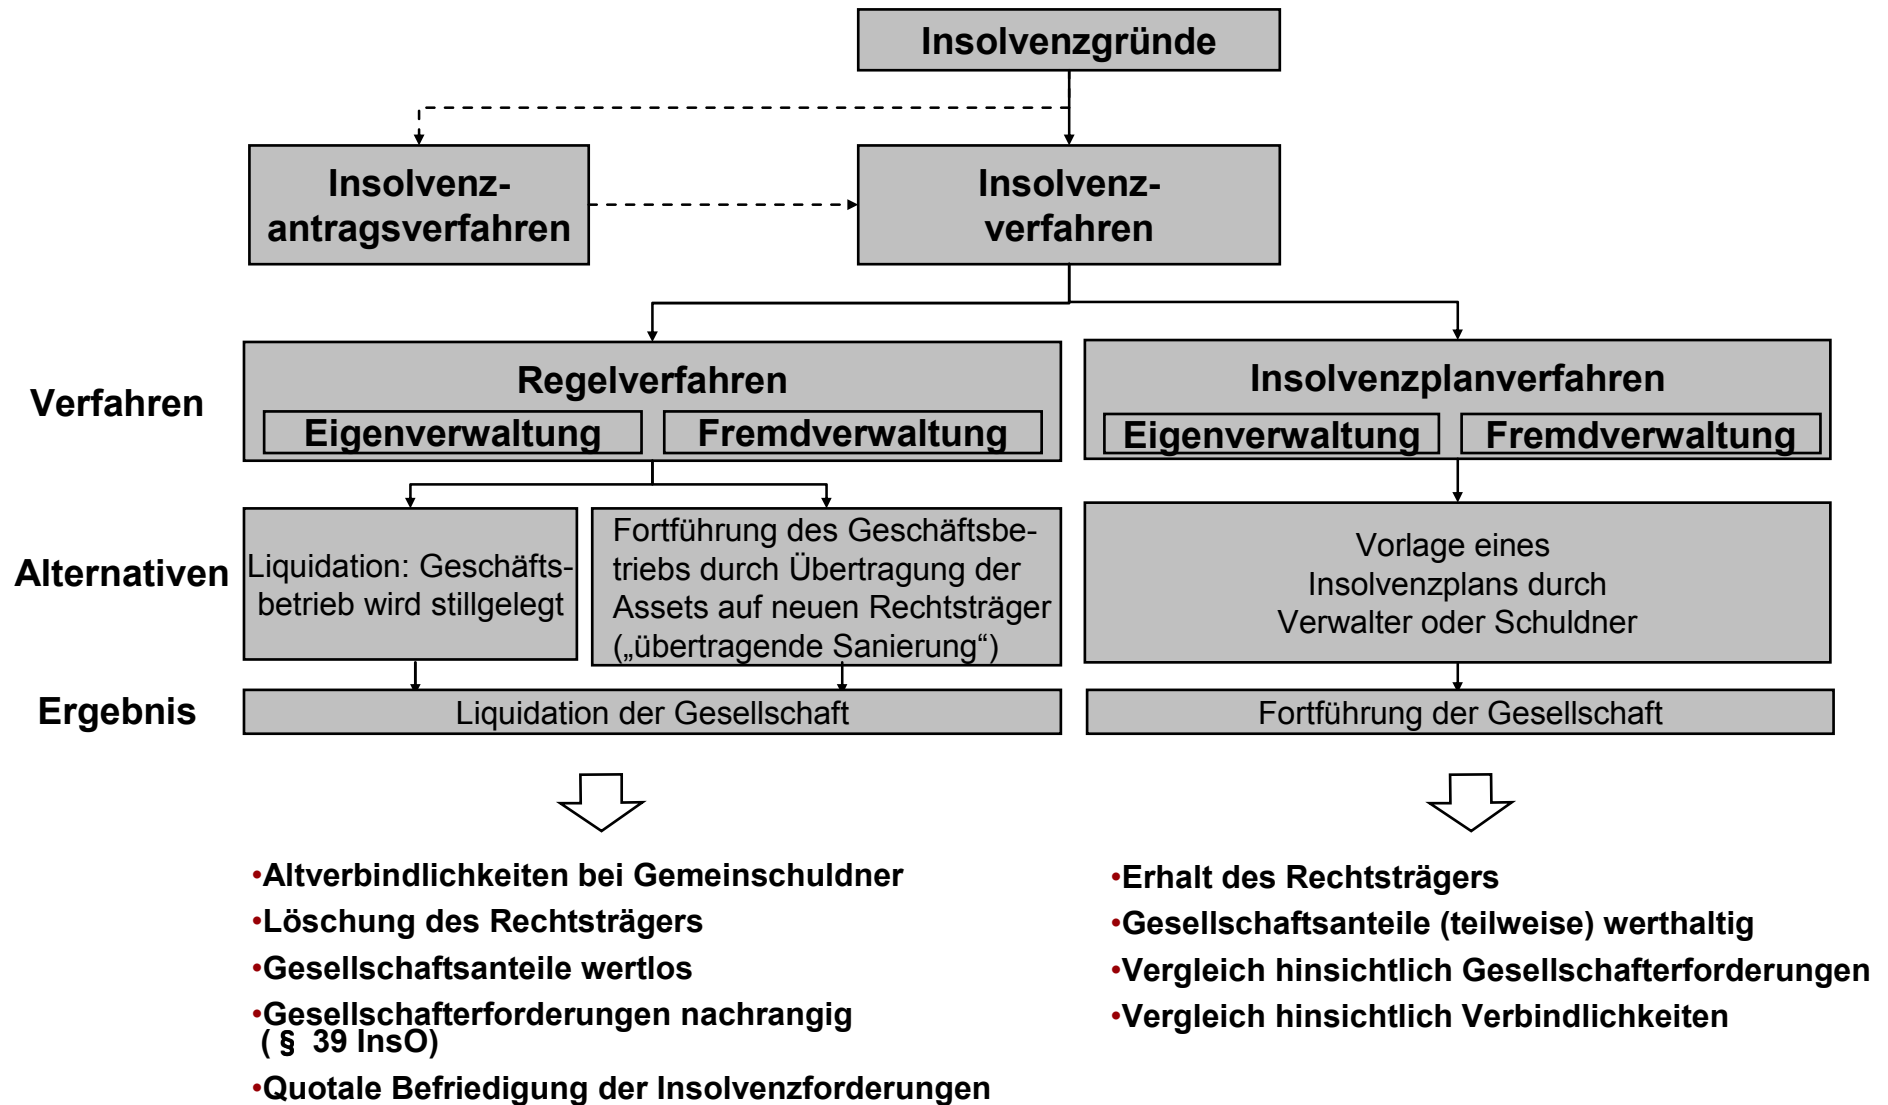 Insolvenzgründe
Insolvenz-
antragsverfahren
Insolvenz-
verfahren
Verfahren
Regelverfahren
Eigenverwaltung
Fremdverwaltung
Insolvenzplanverfahren
Eigenverwaltung
Fremdverwaltung
Alternativen
Liquidation: Geschäfts-
betrieb wird stillgelegt
Fortführung des Geschäftsbe-
triebs durch Übertragung der
Assets auf neuen Rechtsträger
(„übertragende Sanierung“)
Vorlage eines
Insolvenzplans durch
Verwalter oder Schuldner
Ergebnis
Liquidation der Gesellschaft
Fortführung der Gesellschaft
•Altverbindlichkeiten bei Gemeinschuldner
•Löschung des Rechtsträgers
•Gesellschaftsanteile wertlos
•Gesellschafterforderungen nachrangig
( § 39 InsO)
•Quotale Befriedigung der Insolvenzforderungen
•Erhalt des Rechtsträgers
•Gesellschaftsanteile (teilweise) werthaltig
•Vergleich hinsichtlich Gesellschafterforderungen
•Vergleich hinsichtlich Verbindlichkeiten